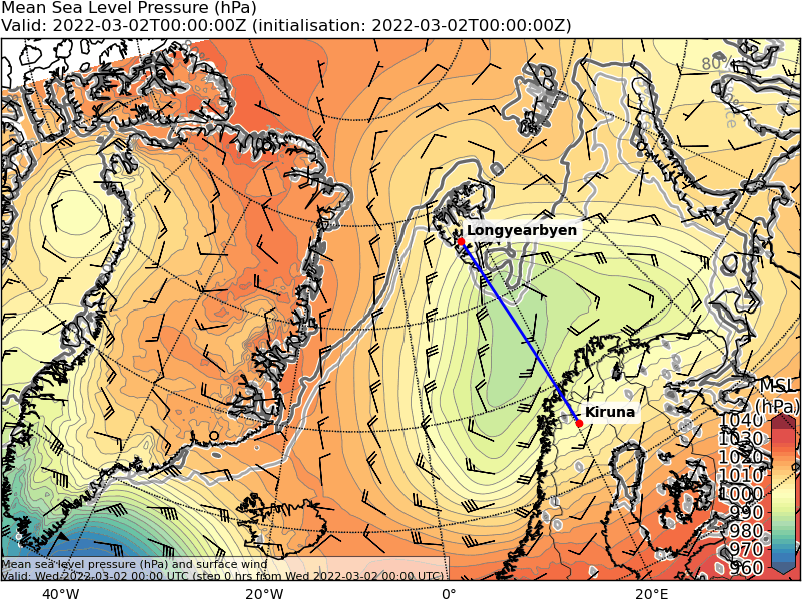 Mean Sea Level Pressure (hPa)
Valid: 2022-03-02T00:00:00Z (initialisation: 2022-03-02T00:00:00Z)
80°
Longyearbyen
Kiruna
MSL
(hPa)
1040
1030
1020
1010
1000
990
980
970
960
Mean sea level pressure (hPa) and surface wind
Valid: Wed 2022-03-02 00:00 UTC (step 0 hrs from Wed 2022-03-02 00:00 UTC)
40°W 20°W 0° 20°E